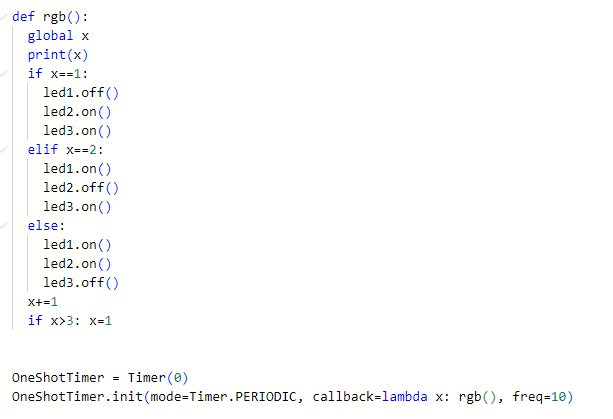 def rgb():
  global x
  print(x)
  if x==1:
    led1.off()
    led2.on()
    led3.on()
  elif x==2:
    led1.on()
    led2.off()
    led3.on()
  else:
    led1.on()
    led2.on()
    led3.off()
  x+=1
  if x>3: x=1
OneShotTimer = Timer(0)
OneShotTimer.init(mode=Timer.PERIODIC, callback=lambda x: rgb(), freq=10)